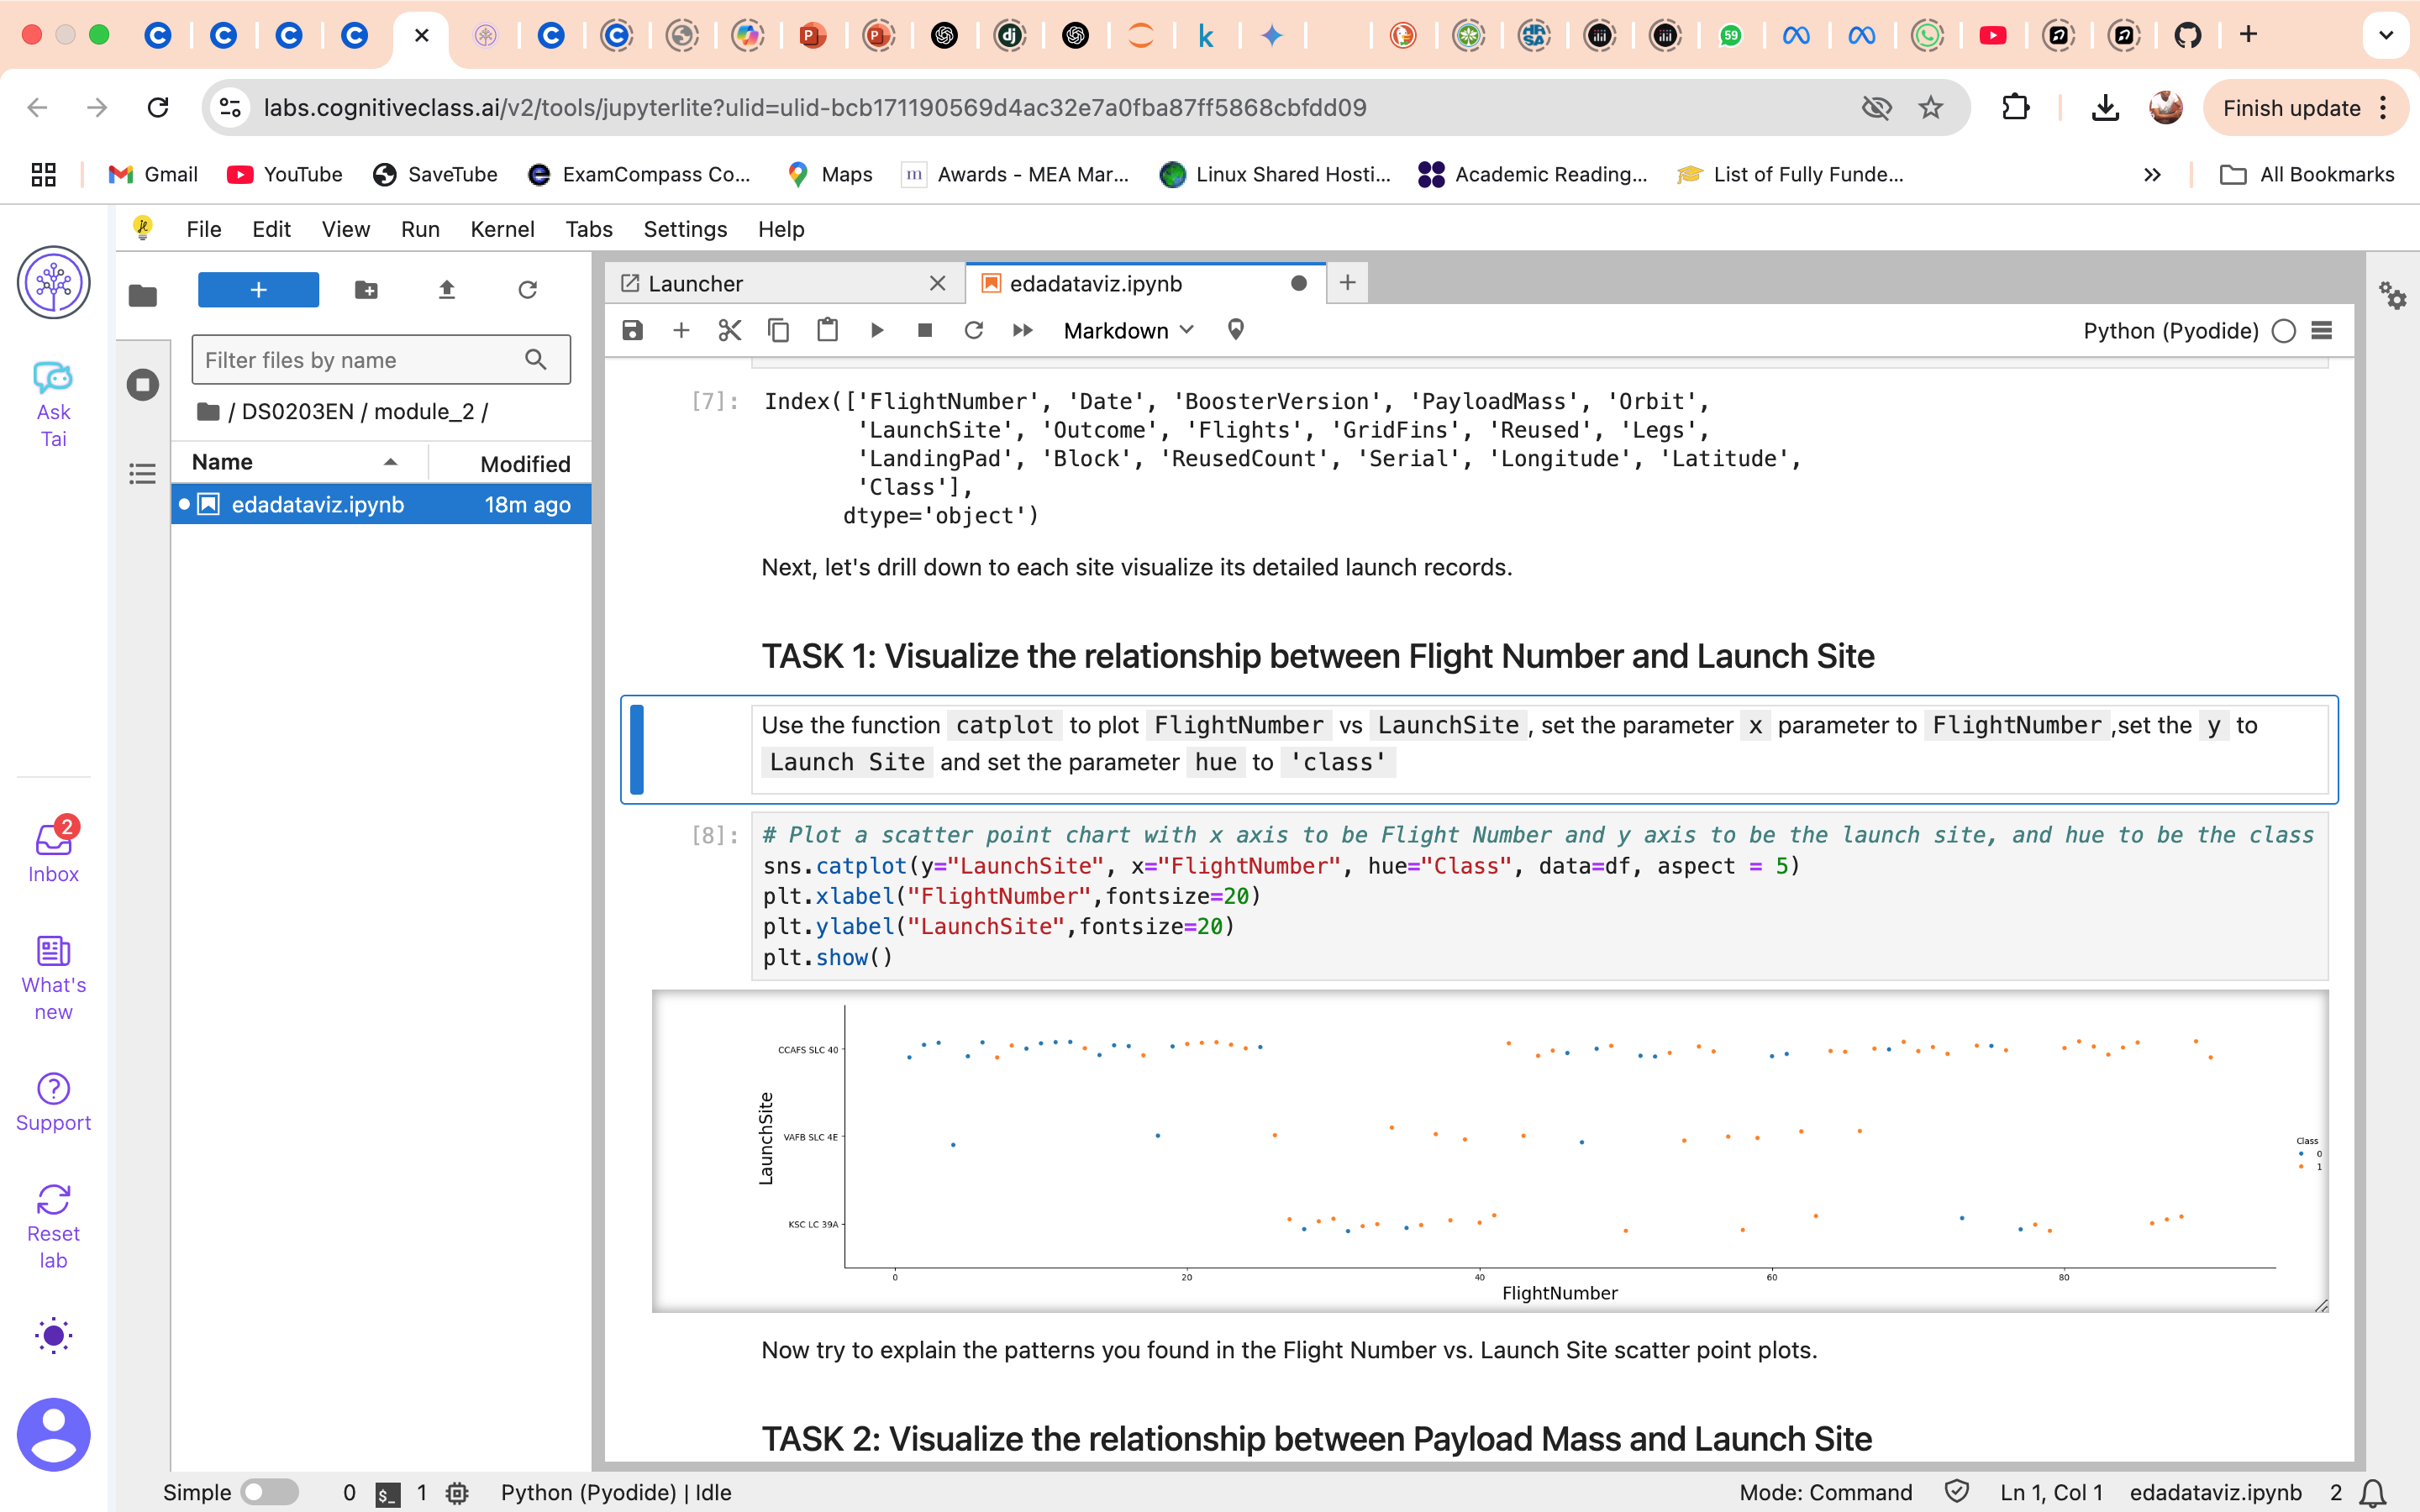 labs.cognitiveclass.ai/v2/tools/jupyterlite?ulid=ulid-bcb171190569d4ac32e7a0fba87ff5868cbfdd09
Finish update
Gmail YouTube SaveTube ExamCompass Co... Maps Awards - MEA Mar... Linux Shared Hosti... Academic Reading... List of Fully Funde... » All Bookmarks
File Edit View Run Kernel Tabs Settings Help
Ask
Tai
Inbox
2
What's
new
Support
Reset
lab
Filter files by name
/ DS0203EN / module_2 /
Name Modified
edadataviz.ipynb 18m ago
Launcher edadataviz.ipynb
Markdown Python (Pyodide)
[7]: Index(['FlightNumber', 'Date', 'BoosterVersion', 'PayloadMass', 'Orbit',
'LaunchSite', 'Outcome', 'Flights', 'GridFins', 'Reused', 'Legs',
'LandingPad', 'Block', 'ReusedCount', 'Serial', 'Longitude', 'Latitude',
'Class'],
dtype='object')
Next, let's drill down to each site visualize its detailed launch records.
TASK 1: Visualize the relationship between Flight Number and Launch Site
Use the function catplot to plot FlightNumber vs LaunchSite , set the parameter x parameter to FlightNumber ,set the y to
Launch Site and set the parameter hue to 'class'
[8]: # Plot a scatter point chart with x axis to be Flight Number and y axis to be the launch site, and hue to be the class
sns.catplot(y="LaunchSite", x="FlightNumber", hue="Class", data=df, aspect = 5)
plt.xlabel("FlightNumber",fontsize=20)
plt.ylabel("LaunchSite",fontsize=20)
plt.show()
CCAFS SLC 40
VAFB SLC 4E
KSC LC 39A
LaunchSite
0 20 40 60 80
FlightNumber
Class
0
1
Now try to explain the patterns you found in the Flight Number vs. Launch Site scatter point plots.
TASK 2: Visualize the relationship between Payload Mass and Launch Site
Simple 0 $_ 1 Python (Pyodide) | Idle Mode: Command Ln 1, Col 1 edadataviz.ipynb 2